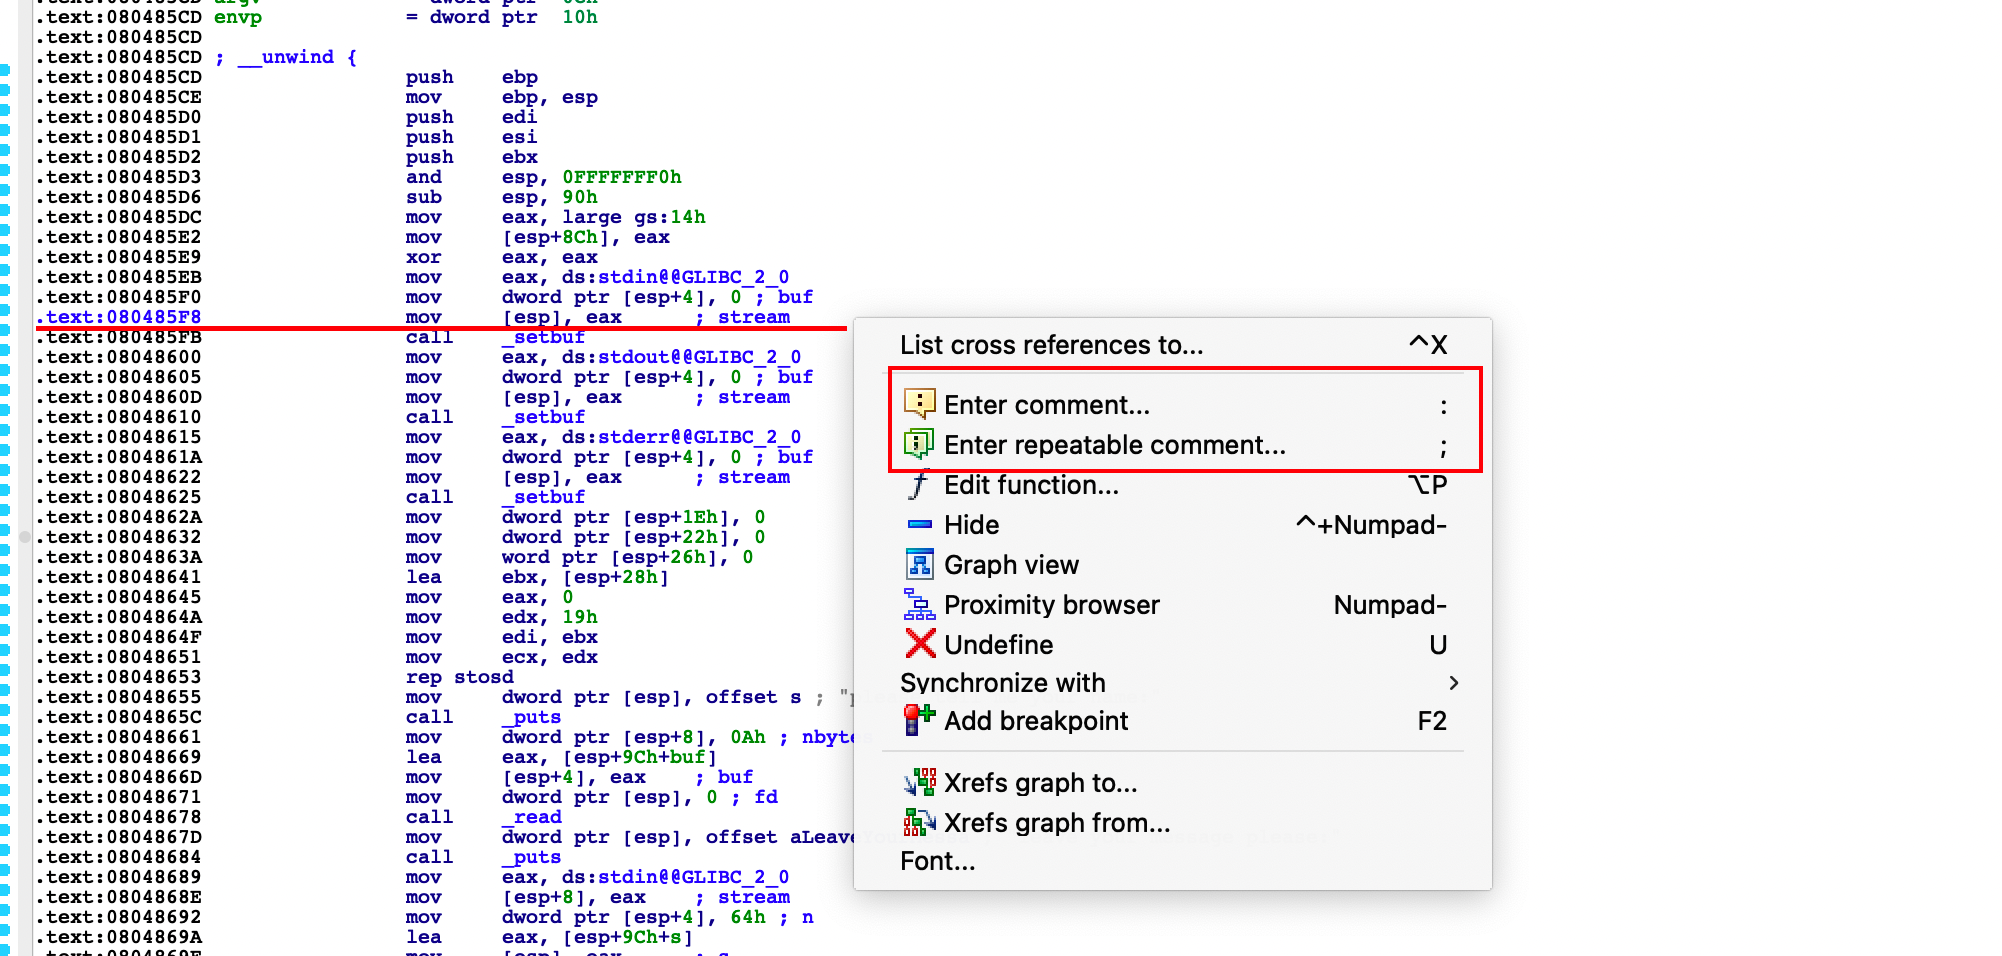 .text:080485CD envp = dword ptr 10h
.text:080485CD
.text:080485CD ; __unwind {
.text:080485CD push ebp
.text:080485CE mov ebp, esp
.text:080485D0 push edi
.text:080485D1 push esi
.text:080485D2 push ebx
.text:080485D3 and esp, 0FFFFFFF0h
.text:080485D6 sub esp, 90h
.text:080485DC mov eax, large gs:14h
.text:080485E2 mov [esp+8Ch], eax
.text:080485E9 xor eax, eax
.text:080485EB mov eax, ds:stdin@@GLIBC_2_0
.text:080485F0 mov dword ptr [esp+4], 0 ; buf
.text:080485F8 mov [esp], eax ; stream
.text:080485FB call _setbuf
.text:08048600 mov eax, ds:stdout@@GLIBC_2_0
.text:08048605 mov dword ptr [esp+4], 0 ; buf
.text:0804860D mov [esp], eax ; stream
.text:08048610 call _setbuf
.text:08048615 mov eax, ds:stderr@@GLIBC_2_0
.text:0804861A mov dword ptr [esp+4], 0 ; buf
.text:08048622 mov [esp], eax ; stream
.text:08048625 call _setbuf
.text:0804862A mov dword ptr [esp+1Eh], 0
.text:08048632 mov dword ptr [esp+22h], 0
.text:0804863A mov word ptr [esp+26h], 0
.text:08048641 lea ebx, [esp+28h]
.text:08048645 mov eax, 0
.text:0804864A mov edx, 19h
.text:0804864F mov edi, ebx
.text:08048651 mov ecx, edx
.text:08048653 rep stosd
.text:08048655 mov dword ptr [esp], offset s ;
.text:0804865C call _puts
.text:08048661 mov dword ptr [esp+8], 0Ah ; nbytes
.text:08048669 lea eax, [esp+9Ch+buf]
.text:0804866D mov [esp+4], eax ; buf
.text:08048671 mov dword ptr [esp], 0 ; fd
.text:08048678 call _read
.text:0804867D mov dword ptr [esp], offset
.text:08048684 call _puts
.text:08048689 mov eax, ds:stdin@@GLIBC_2_0
.text:0804868E mov [esp+8], eax ; stream
.text:08048692 mov dword ptr [esp+4], 64h ; n
.text:0804869A lea eax, [esp+9Ch+s]
List cross references to... ^X
Enter comment... :
Enter repeatable comment... ;
Edit function... ⌥P
Hide ^+Numpad-
Graph view
Proximity browser Numpad-
Undefine U
Synchronize with >
Add breakpoint F2
Xrefs graph to...
Xrefs graph from...
Font...